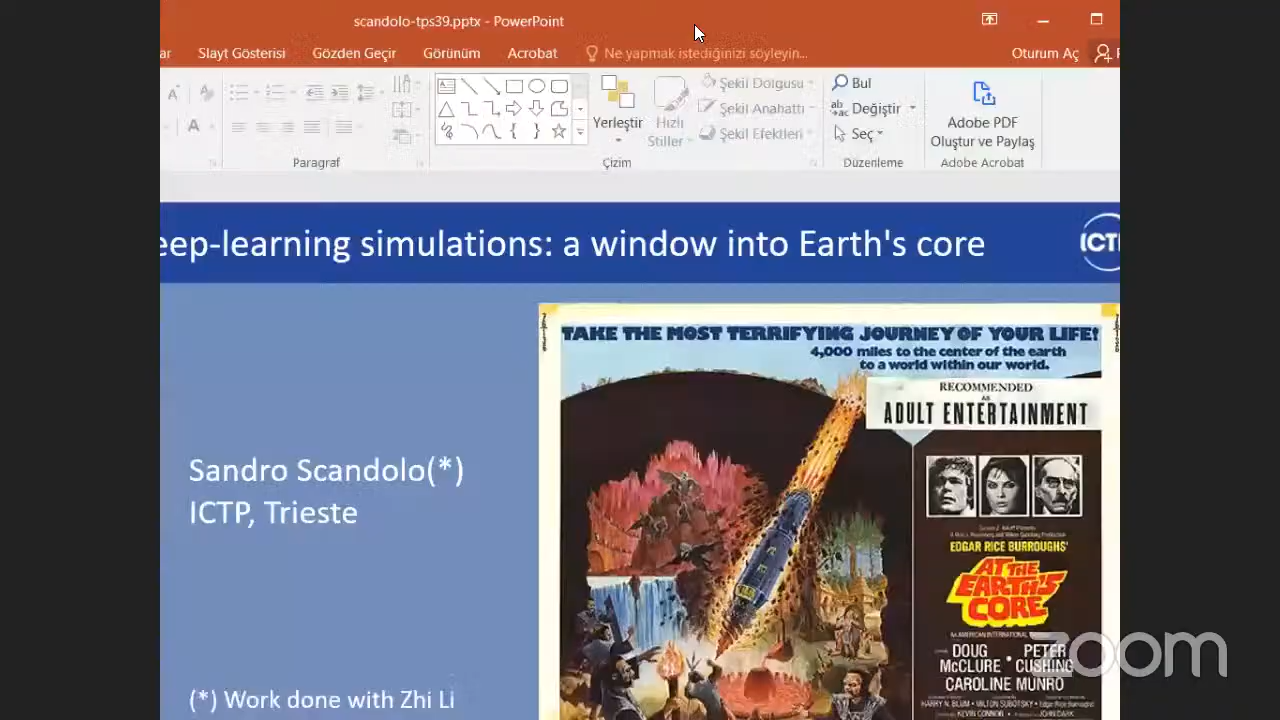 scandolo-tps39.pptx - PowerPoint
ar Slayt Gösterisi Gözden Geçir Görünüm Acrobat Ne yapmak istediğinizi söyleyin... Oturum Aç
Yerleştir
Hızlı
Stiller
Şekil Dolgusu
Şekil Anahattı
Şekil Efektleri
Bul
Değiştir
Seç
Adobe PDF
Oluştur ve Paylaş
Paragraf Çizim Düzenleme Adobe Acrobat
eep-learning simulations: a window into Earth's core
ICT
TAKE THE MOST TERRIFYING JOURNEY OF YOUR LIFE!
4,000 miles to the center of the earth
to a world within our world.
RECOMMENDED
AS
ADULT ENTERTAINMENT
Sandro Scandolo(*)
ICTP, Trieste
EDGAR RICE BURROUGHS'
AT THE
EARTH'S
CORE
DOUG PETER
McCLURE • CUSHING
CAROLINE MUNRO
(*) Work done with Zhi Li
zoom